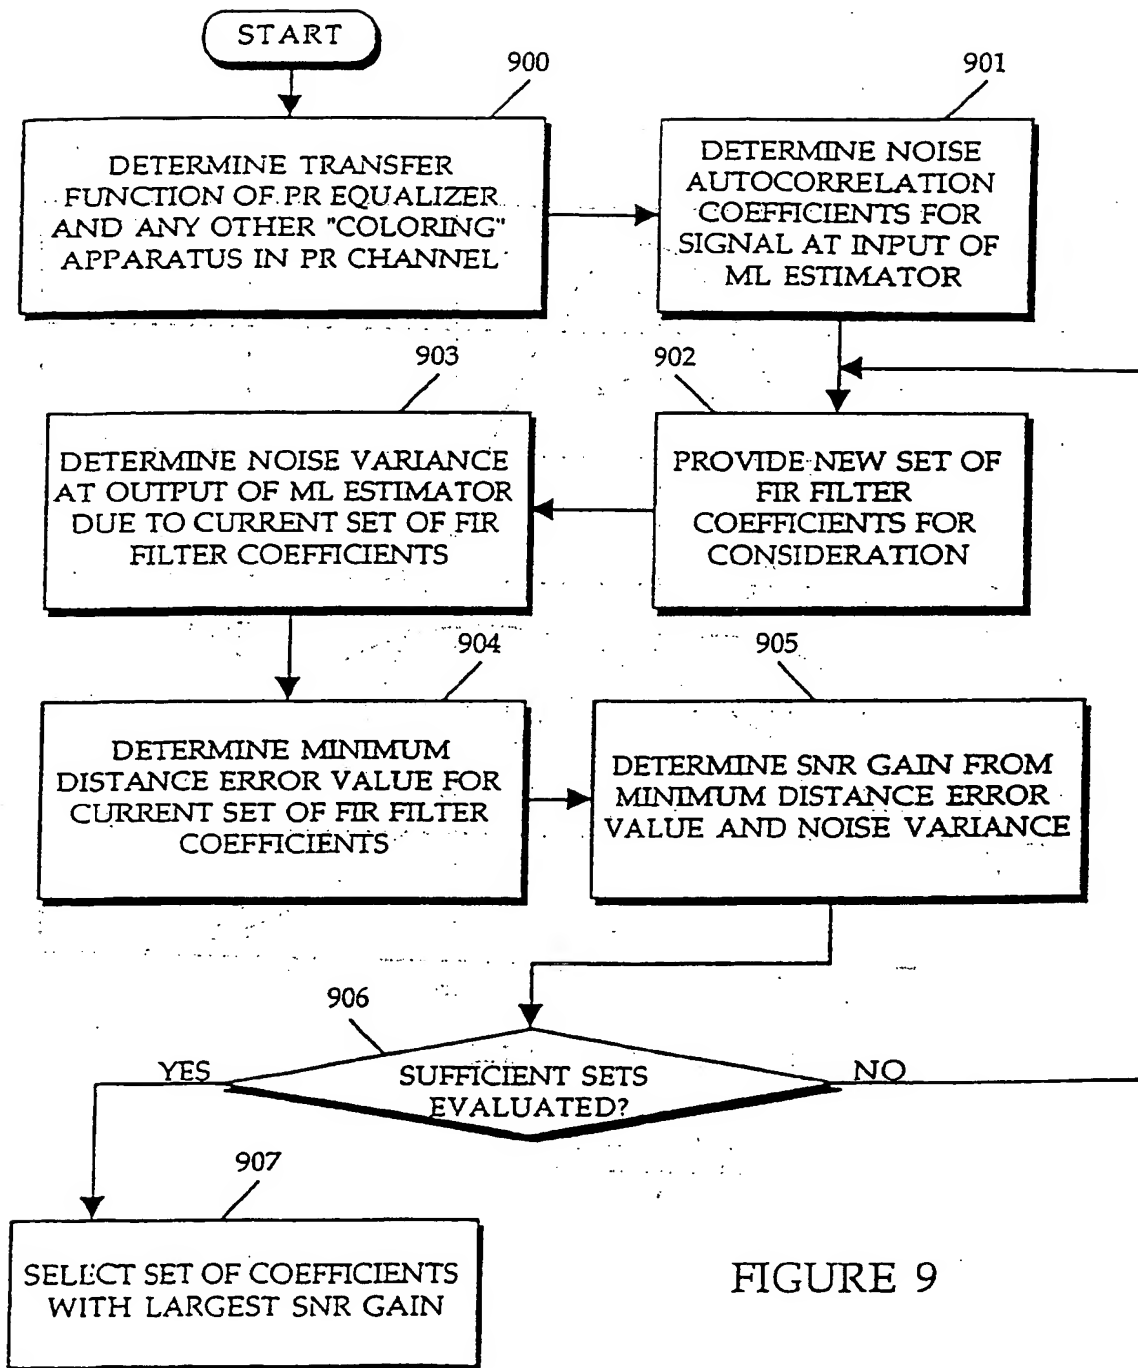 START
900
DETERMINE TRANSFER
FUNCTION OF PR EQUALIZER
AND ANY OTHER "COLORING"
APPARATUS IN PR CHANNEL
901
DETERMINE NOISE
AUTOCORRELATION
COEFFICIENTS FOR
SIGNAL AT INPUT OF
ML ESTIMATOR
902
PROVIDE NEW SET OF
FIR FILTER
COEFFICIENTS FOR
CONSIDERATION
903
DETERMINE NOISE VARIANCE
AT OUTPUT OF ML ESTIMATOR
DUE TO CURRENT SET OF FIR
FILTER COEFFICIENTS
904
DETERMINE MINIMUM
DISTANCE ERROR VALUE FOR
CURRENT SET OF FIR FILTER
COEFFICIENTS
905
DETERMINE SNR GAIN FROM
MINIMUM DISTANCE ERROR
VALUE AND NOISE VARIANCE
906
SUFFICIENT SETS
EVALUATED?
YES
NO
907
SELECT SET OF COEFFICIENTS
WITH LARGEST SNR GAIN
FIGURE 9